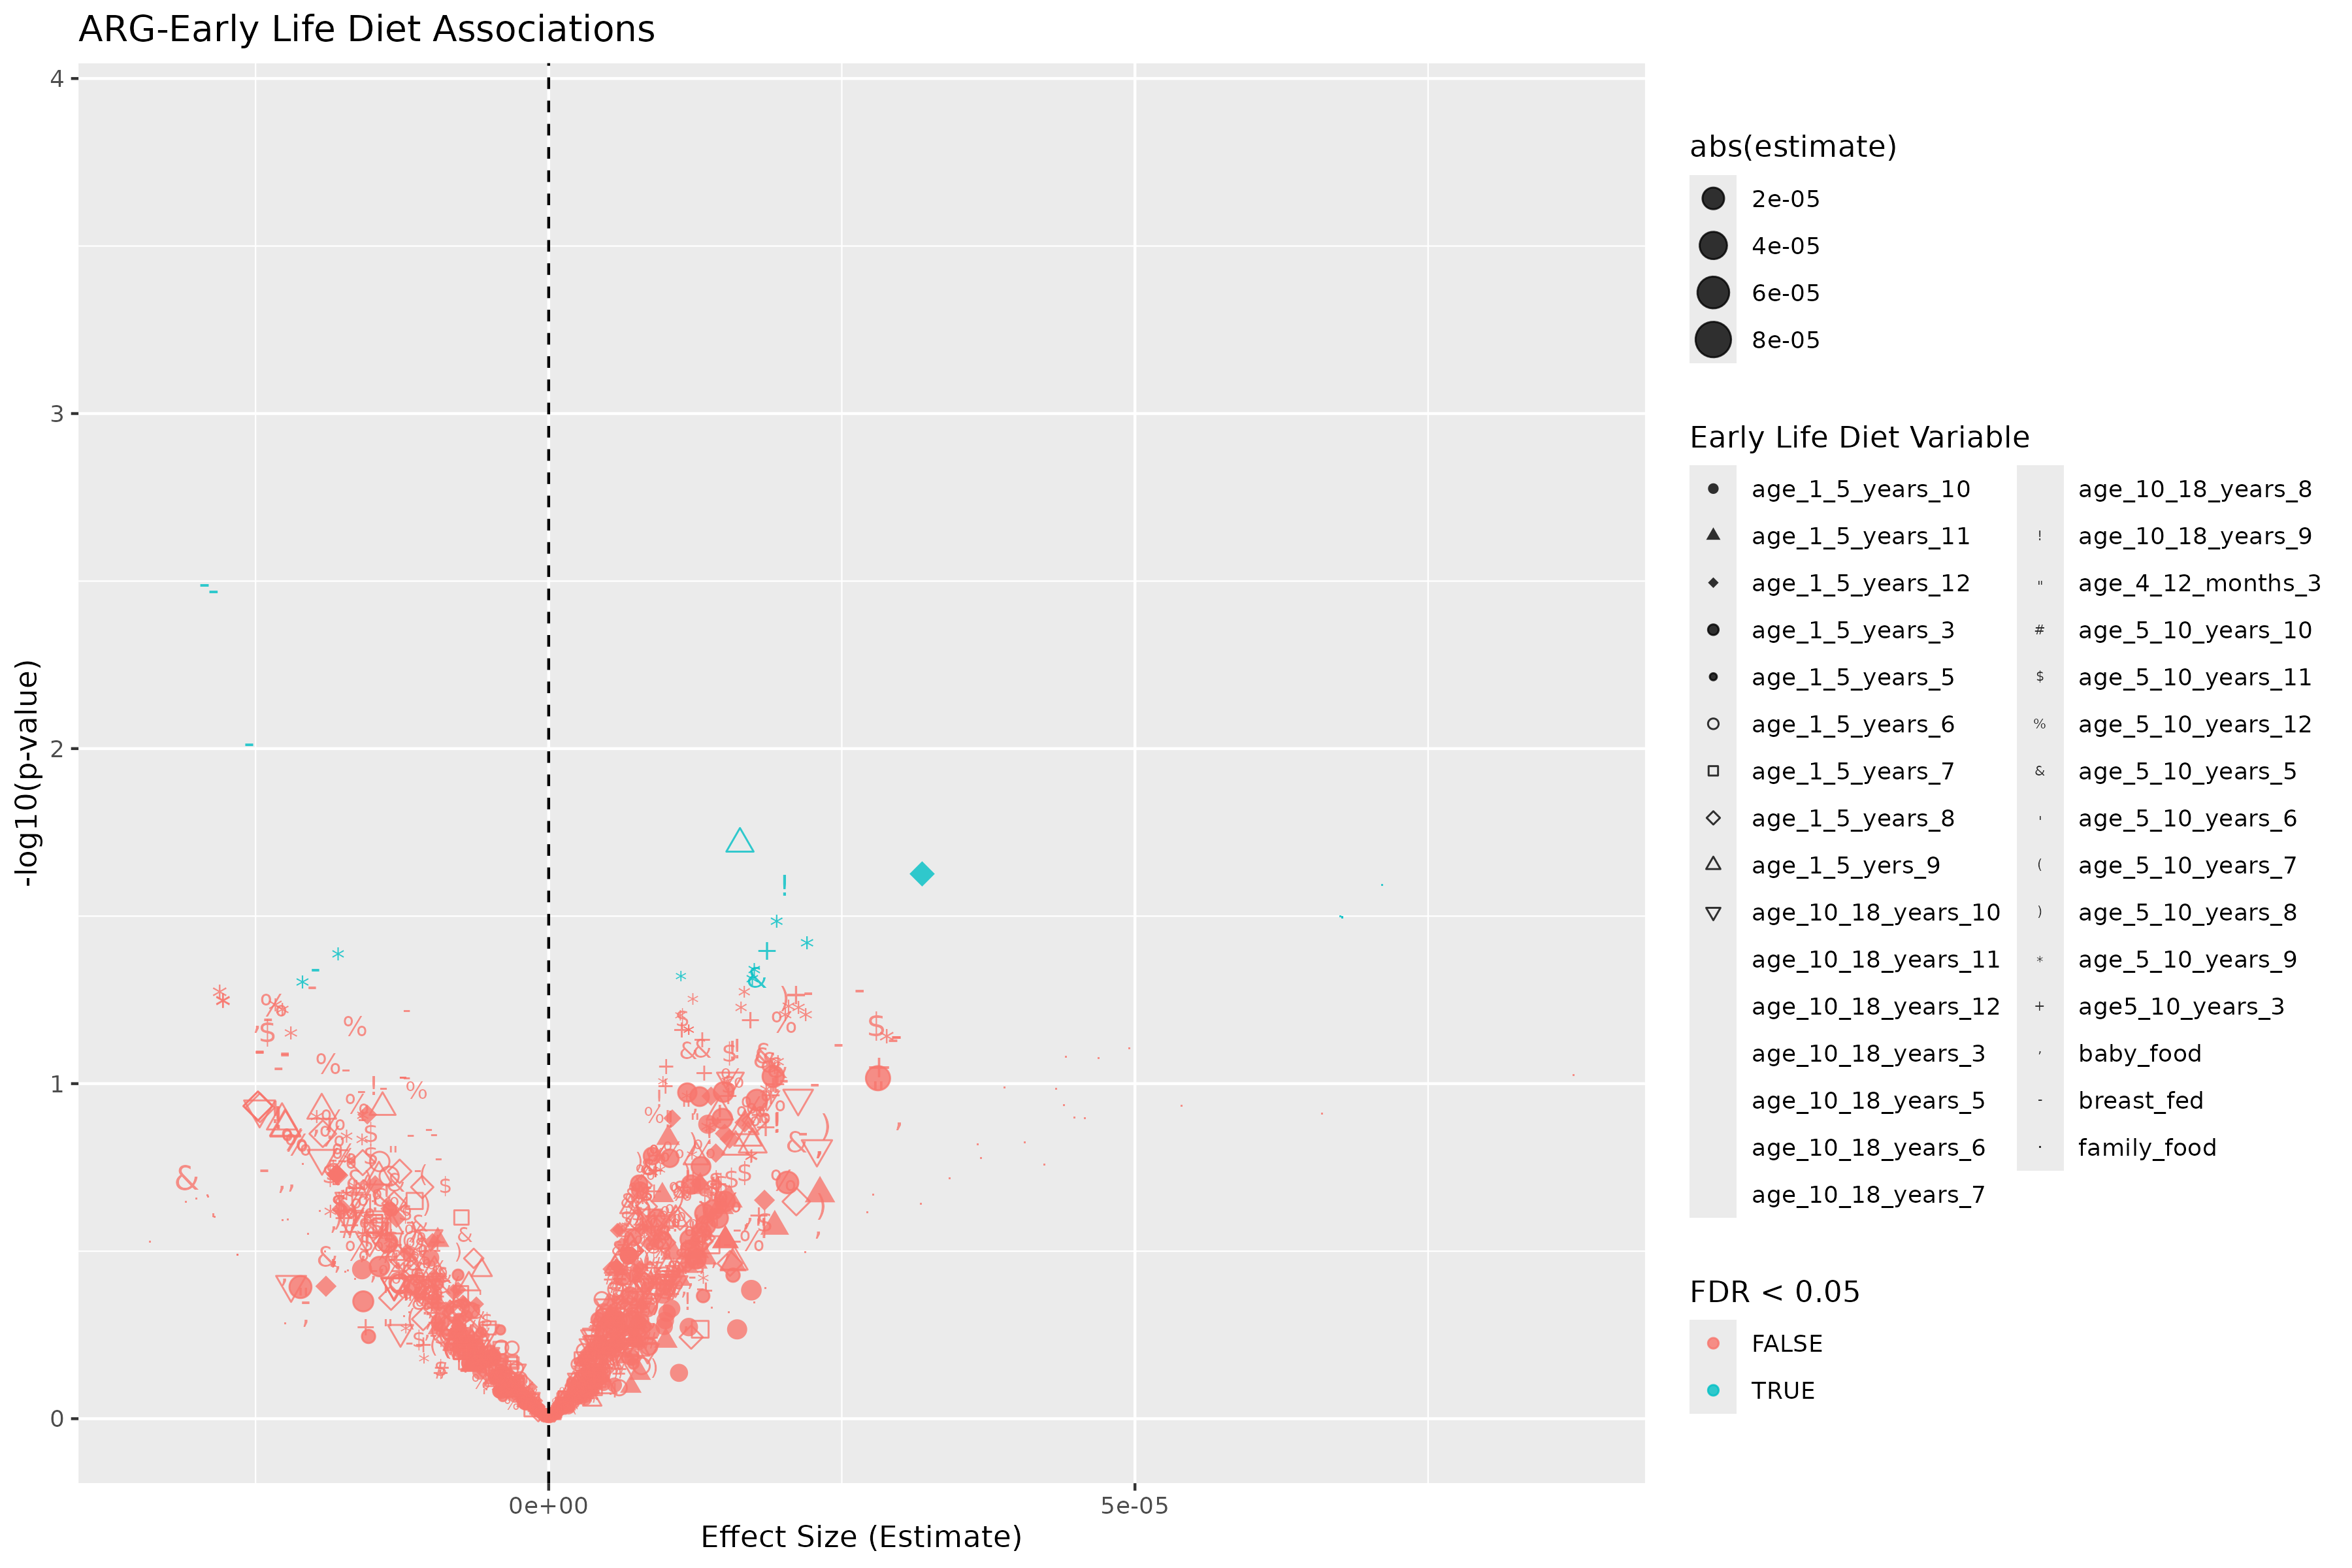 ARG-Early Life Diet Associations
4
3
2
1
0
-log10(p-value)
0e+00
5e-05
Effect Size (Estimate)
abs(estimate)
2e-05
4e-05
6e-05
8e-05
Early Life Diet Variable
age_1_5_years_10
age_1_5_years_11
age_1_5_years_12
age_1_5_years_3
age_1_5_years_5
age_1_5_years_6
age_1_5_years_7
age_1_5_years_8
age_1_5_yers_9
age_10_18_years_10
age_10_18_years_11
age_10_18_years_12
age_10_18_years_3
age_10_18_years_5
age_10_18_years_6
age_10_18_years_7
age_10_18_years_8
! age_10_18_years_9
" age_4_12_months_3
# age_5_10_years_10
$ age_5_10_years_11
% age_5_10_years_12
& age_5_10_years_5
' age_5_10_years_6
( age_5_10_years_7
) age_5_10_years_8
* age_5_10_years_9
+ age5_10_years_3
, baby_food
- breast_fed
. family_food
FDR < 0.05
FALSE
TRUE